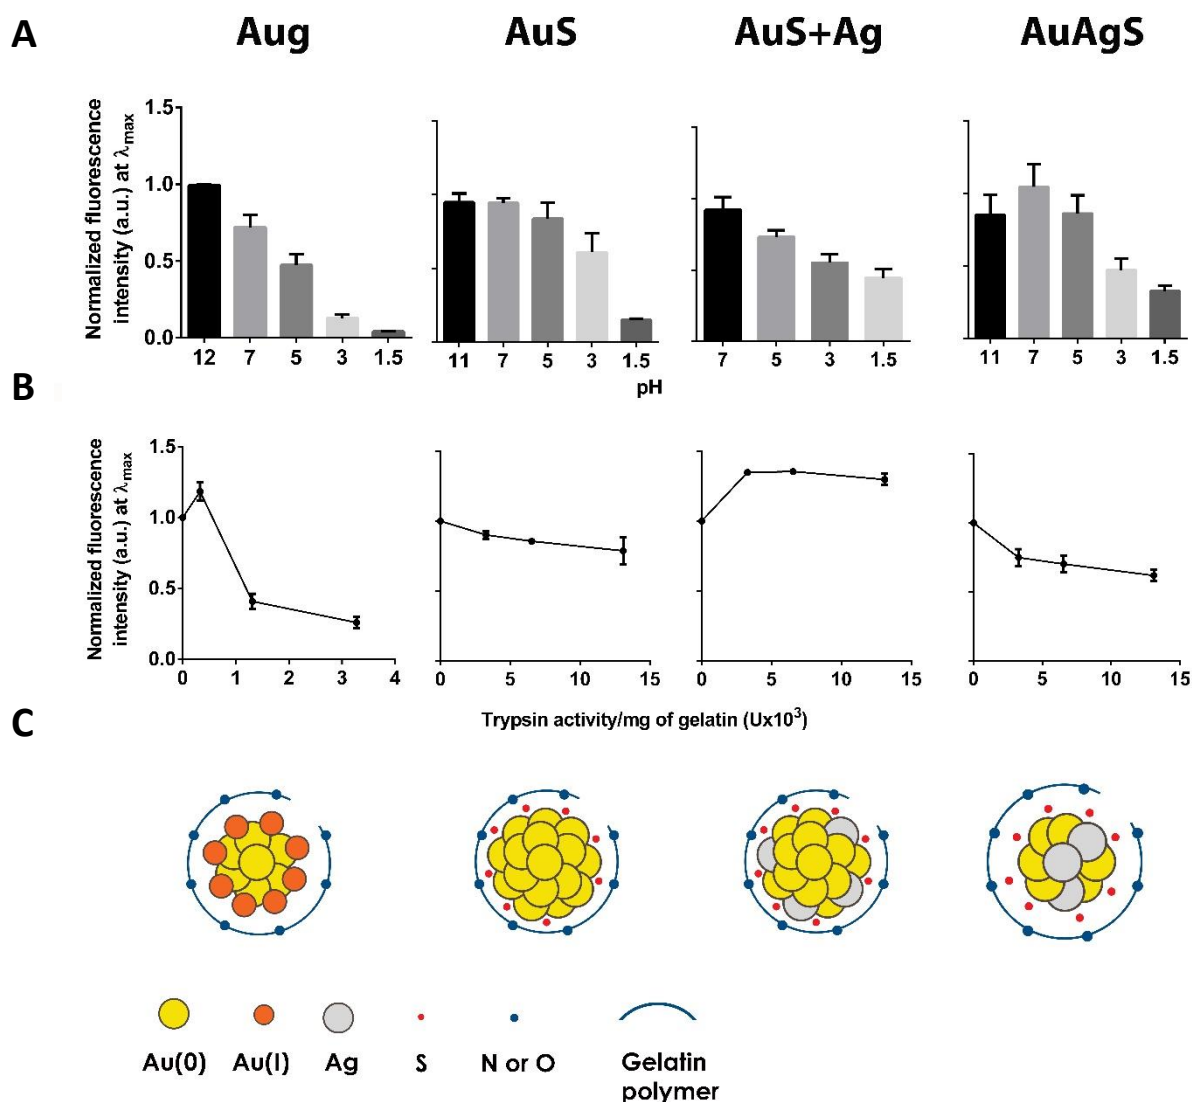 A
Aug
AuS
AuS+Ag
AuAgS
Normalized fluorescence
intensity (a.u.) at λmax
1.5
1.0
0.5
0.0
12 7 5 3 1.5
11 7 5 3 1.5
7 5 3 1.5
11 7 5 3 1.5
pH
B
Normalized fluorescence
intensity (a.u.) at λmax
1.5
1.0
0.5
0.0
0 1 2 3 4
0 5 10 15
0 5 10 15
0 5 10 15
Trypsin activity/mg of gelatin (Ux10³)
C
Au(0)
Au(I)
Ag
S
N or O
Gelatin
polymer